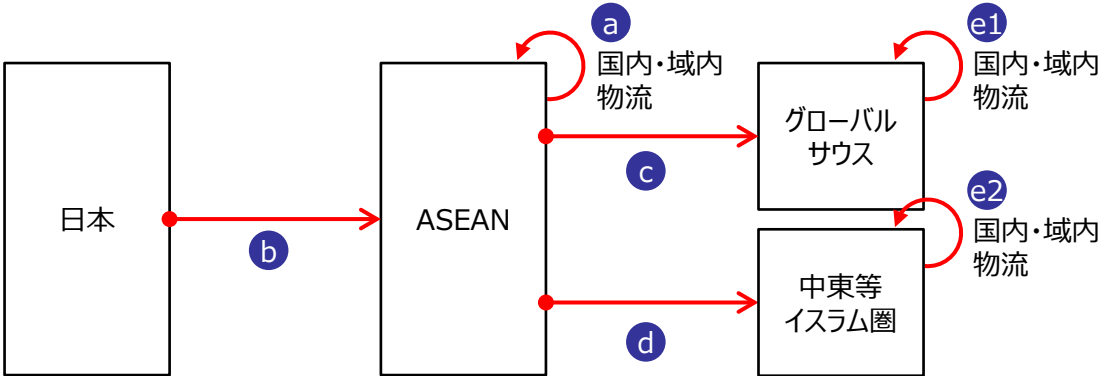 日本
b
ASEAN
a
国内・域内
物流
c
d
グローバル
サウス
e1
国内・域内
物流
中東等
イスラム圏
e2
国内・域内
物流